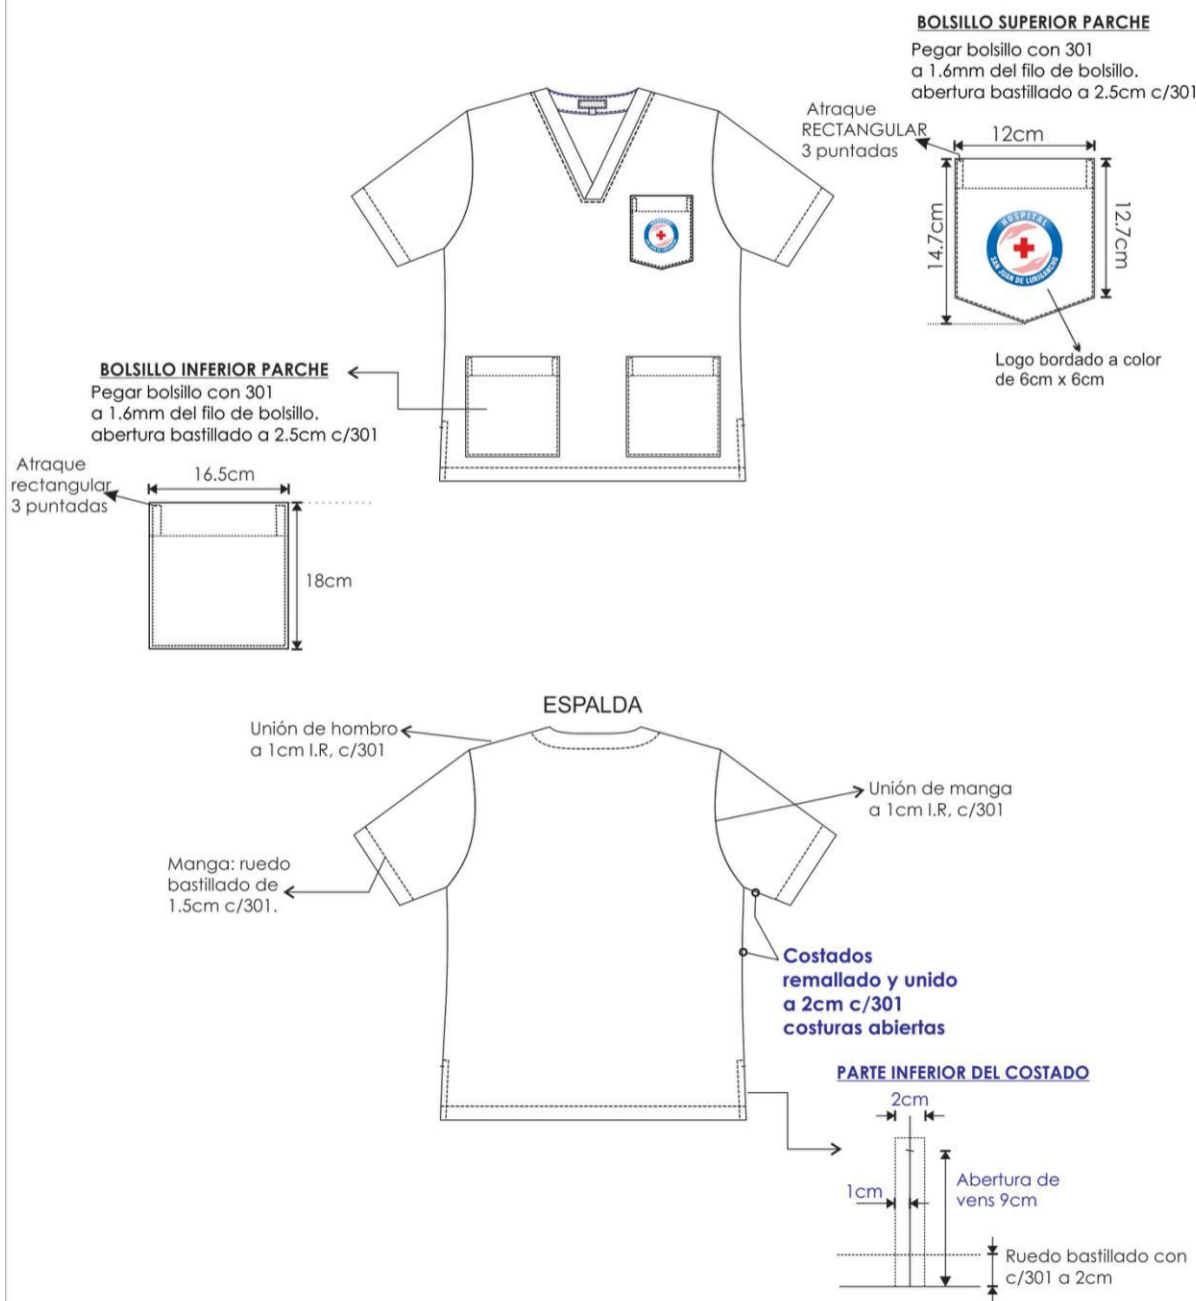 BOLSILLO SUPERIOR PARCHE
Pegar bolsillo con 301
a 1.6mm del filo de bolsillo.
abertura bastillado a 2.5cm c/301
Atraque
RECTANGULAR
3 puntadas
12cm
14.7cm
12.7cm
HOSPITAL
SAN JUAN DE LURIGANCHO
Logo bordado a color
de 6cm x 6cm
BOLSILLO INFERIOR PARCHE
Pegar bolsillo con 301
a 1.6mm del filo de bolsillo.
abertura bastillado a 2.5cm c/301
Atraque
rectangular
3 puntadas
16.5cm
18cm
ESPALDA
Unión de hombro
a 1cm I.R, c/301
Unión de manga
a 1cm I.R, c/301
Manga: ruedo
bastillado de
1.5cm c/301.
Costados
remallado y unido
a 2cm c/301
costuras abiertas
PARTE INFERIOR DEL COSTADO
2cm
1cm
Abertura de
vens 9cm
Ruedo bastillado con
c/301 a 2cm